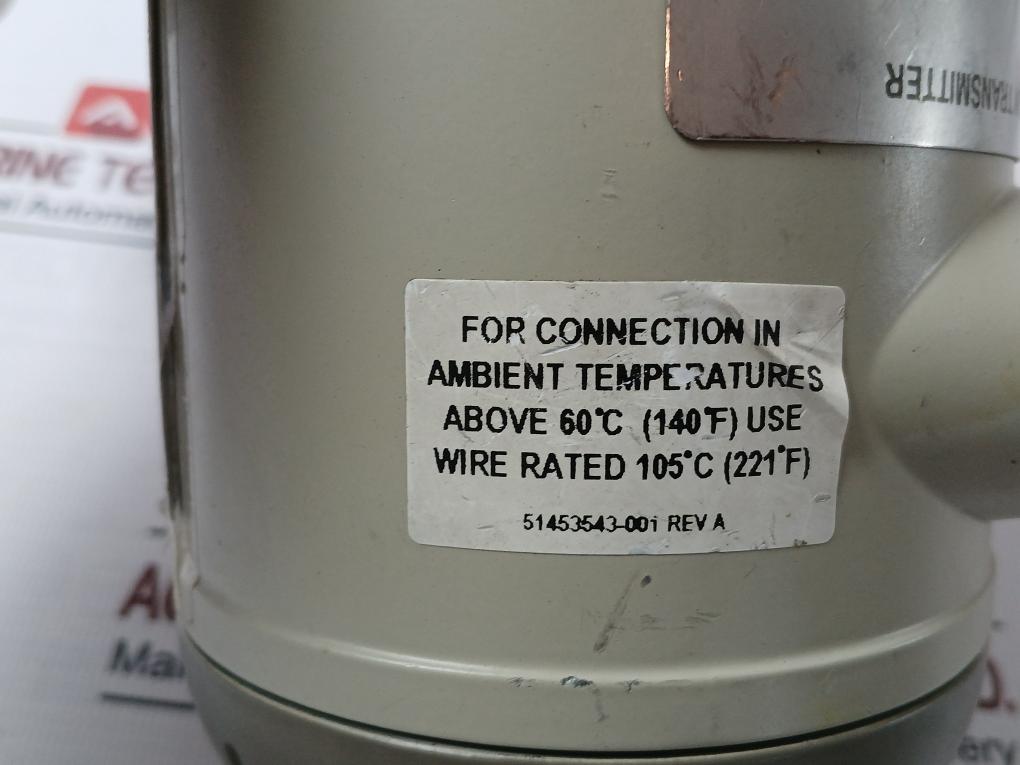 TRANSMITTER
FOR CONNECTION IN
AMBIENT TEMPERATURES
ABOVE 60°C (140°F) USE
WIRE RATED 105°C (221°F)
51453543-001 REV A